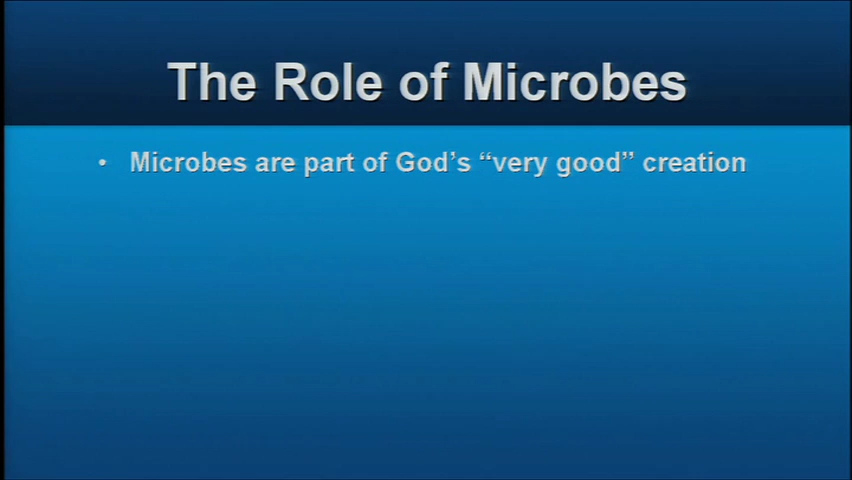 The Role of Microbes
• Microbes are part of God’s “very good” creation